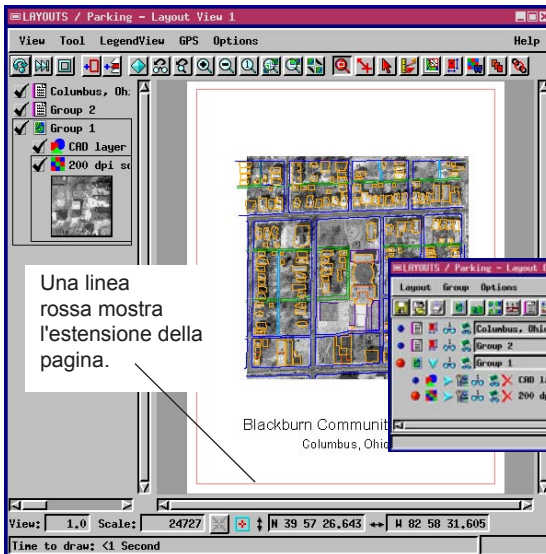 LAYOUTS / Parking - Layout View 1
View Tool LegendView GPS Options Help
Columbus, Oh
Group 2
Group 1
CAD layer
200 dpi sc
Una linea
rossa mostra
l'estensione della
pagina.
LAYOUTS / Parking - Layout C
Layout Group Options
Columbus, Ohio
Group 2
Group 1
CAD la
200 dp
Blackburn Communit
Columbus, Ohio
View: 1.0 Scale: 24727 N 39 57 26.643 W 82 58 31.605
Time to draw: <1 Second